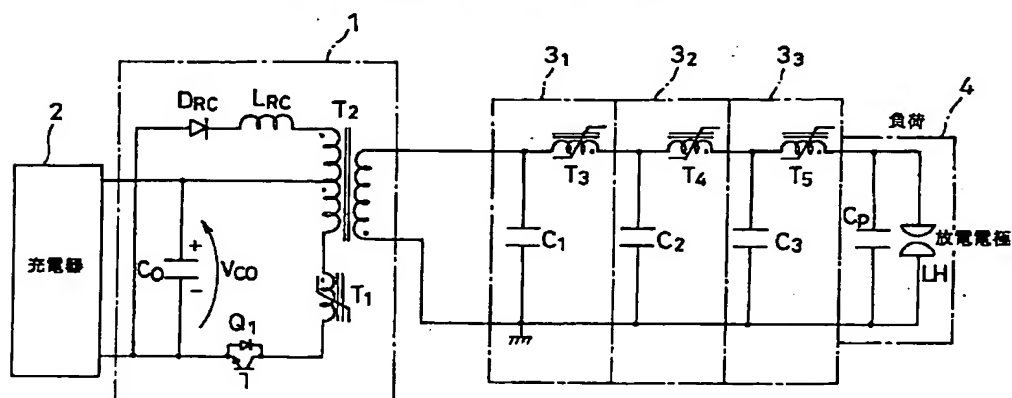 1
3₁ 3₂ 3₃
2 D_RC L_RC T₂ 負荷 4
T₃ T₄ T₅
充電器 C₀ + − V_CO T₁ C₁ C₂ C₃ C_P 放電電極
LH
Q₁